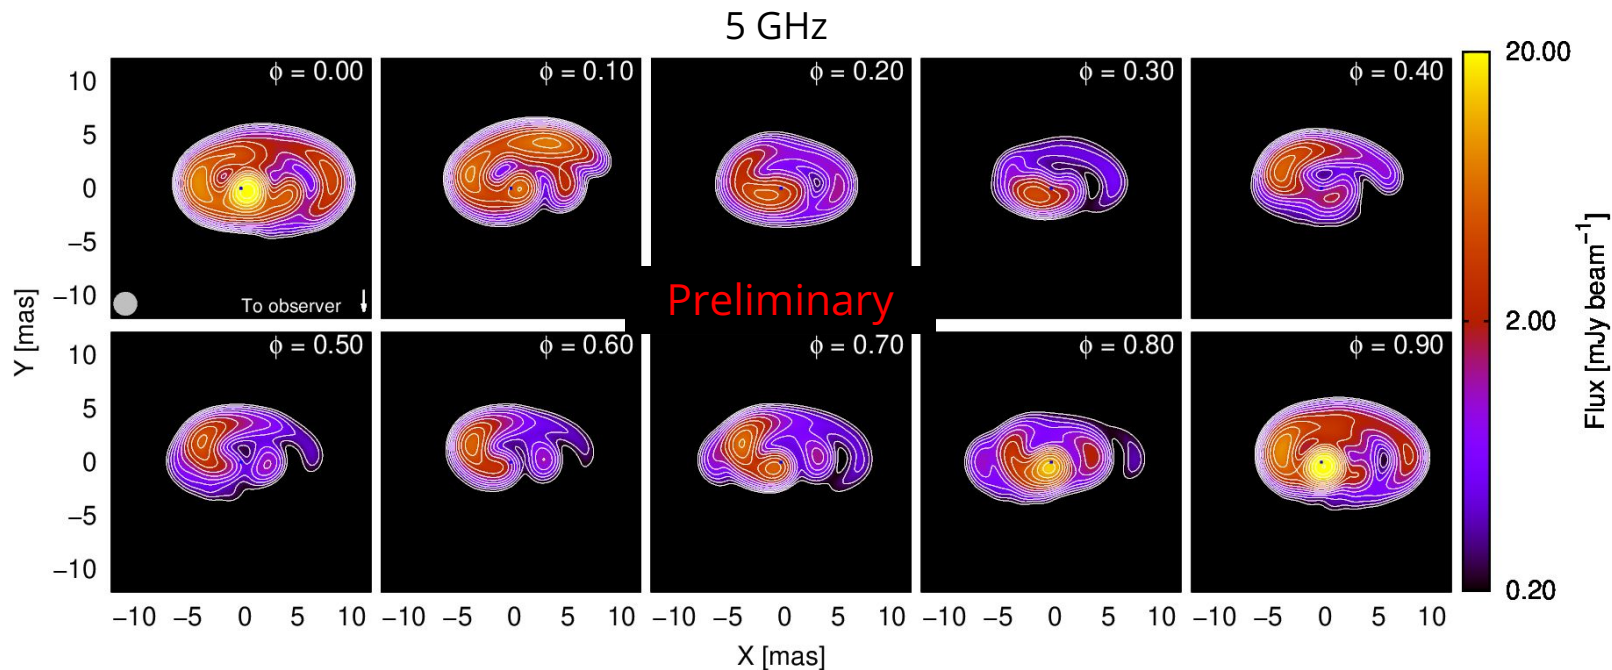 5 GHz
ϕ = 0.00
ϕ = 0.10
ϕ = 0.20
ϕ = 0.30
ϕ = 0.40
10
5
0
−5
−10
To observer
Preliminary
ϕ = 0.50
ϕ = 0.60
ϕ = 0.70
ϕ = 0.80
ϕ = 0.90
10
5
0
−5
−10
Y [mas]
−10 −5 0 5 10
−10 −5 0 5 10
−10 −5 0 5 10
−10 −5 0 5 10
−10 −5 0 5 10
X [mas]
20.00
2.00
0.20
Flux [mJy beam⁻¹]